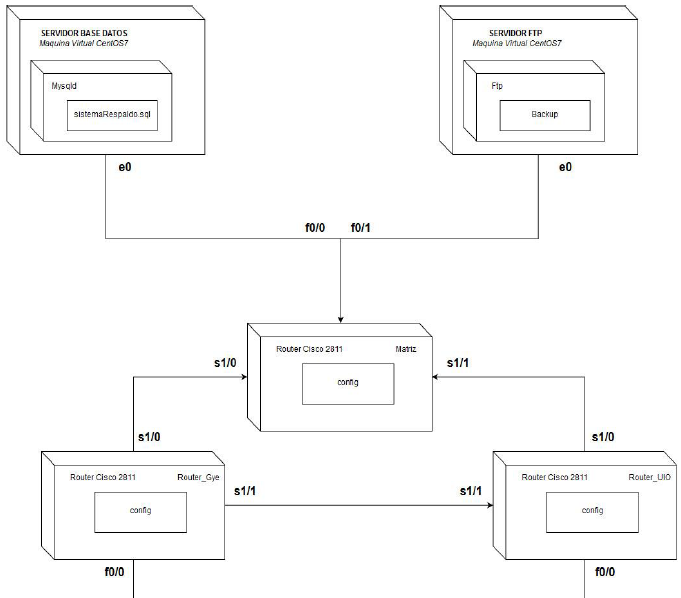 SERVIDOR BASE DATOS
Maquina Virtual CentOS7
Mysqld
sistemaRespaldo.sql
e0
SERVIDOR FTP
Maquina Virtual CentOS7
Ftp
Backup
e0
f0/0 f0/1
Router Cisco 2811 Matriz
config
s1/0
s1/1
s1/0
s1/0
Router Cisco 2811 Router_Gye
config
s1/1
s1/1
Router Cisco 2811 Router_UIO
config
f0/0
f0/0